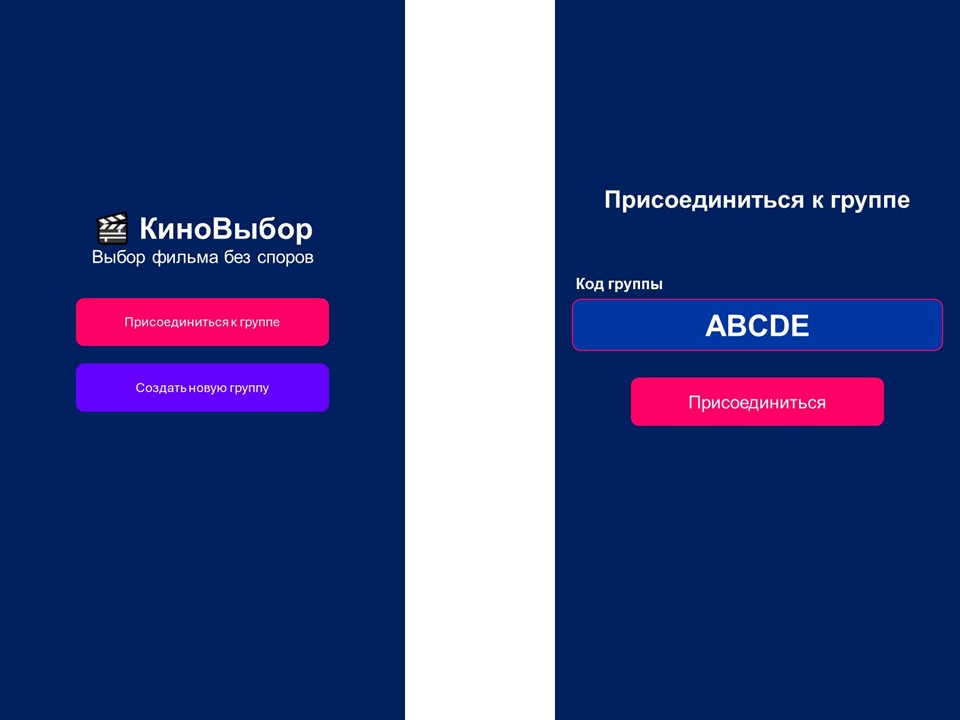 КиноВыбор
Выбор фильма без споров
Присоединиться к группе
Создать новую группу
Присоединиться к группе
Код группы
ABCDE
Присоединиться